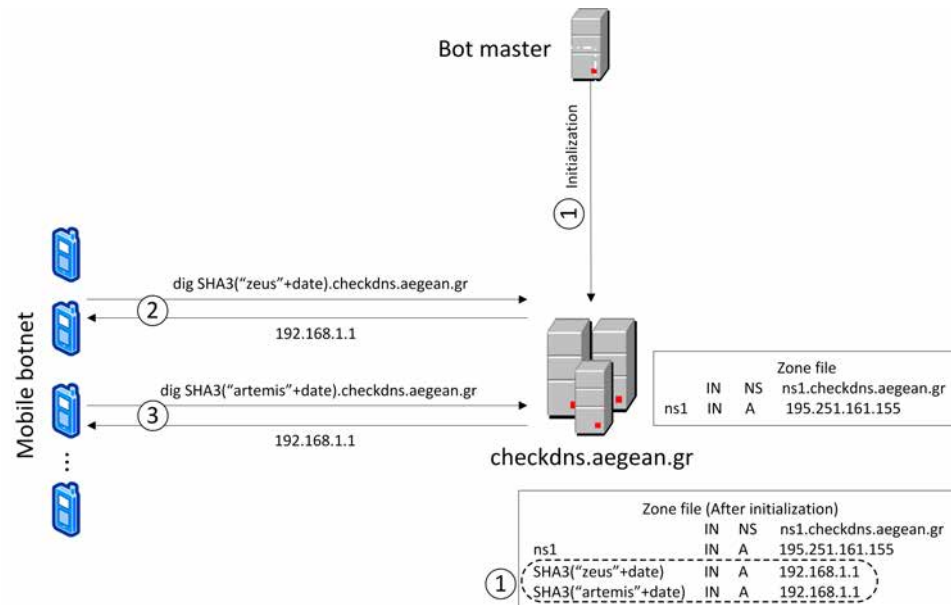 Bot master
Initialization
1
dig SHA3(“zeus”+date).checkdns.aegean.gr
2
192.168.1.1
Mobile botnet
dig SHA3(“artemis”+date).checkdns.aegean.gr
3
192.168.1.1
...
checkdns.aegean.gr
Zone file
IN NS ns1.checkdns.aegean.gr
ns1 IN A 195.251.161.155
Zone file (After initialization)
IN NS ns1.checkdns.aegean.gr
ns1 IN A 195.251.161.155
1
SHA3(“zeus”+date) IN A 192.168.1.1
SHA3(“artemis”+date) IN A 192.168.1.1